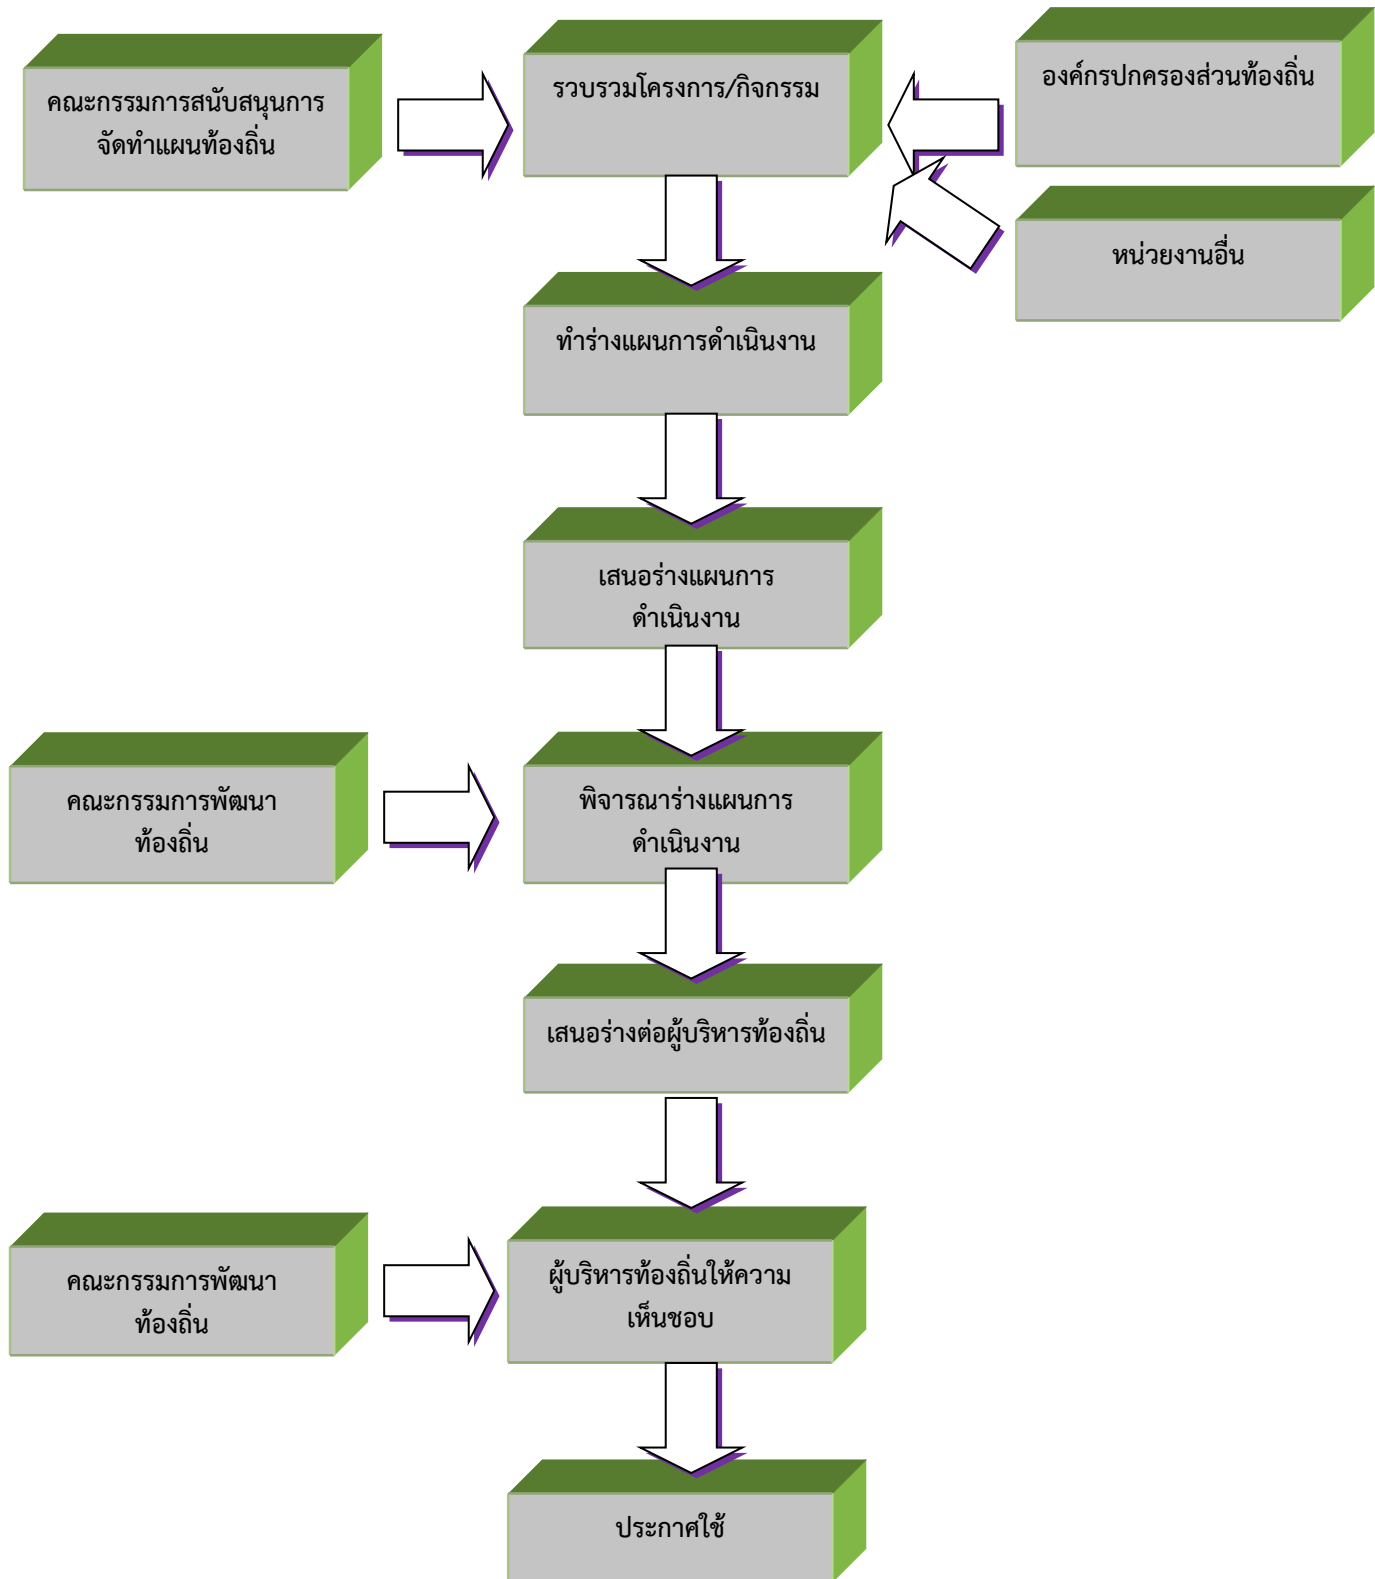 คณะกรรมการสนับสนุนการ
จัดทำแผนท้องถิ่น
รวบรวมโครงการ/กิจกรรม
องค์กรปกครองส่วนท้องถิ่น
หน่วยงานอื่น
ทำร่างแผนการดำเนินงาน
เสนอร่างแผนการ
ดำเนินงาน
คณะกรรมการพัฒนา
ท้องถิ่น
พิจารณาร่างแผนการ
ดำเนินงาน
เสนอร่างต่อผู้บริหารท้องถิ่น
คณะกรรมการพัฒนา
ท้องถิ่น
ผู้บริหารท้องถิ่นให้ความ
เห็นชอบ
ประกาศใช้